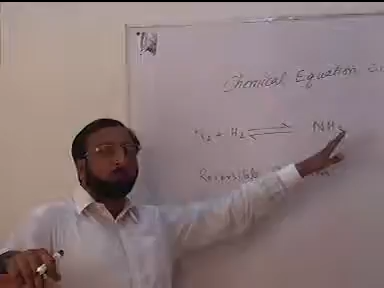 Chemical Equation
N₂ + H₂ ⇌ NH₃
Reversible